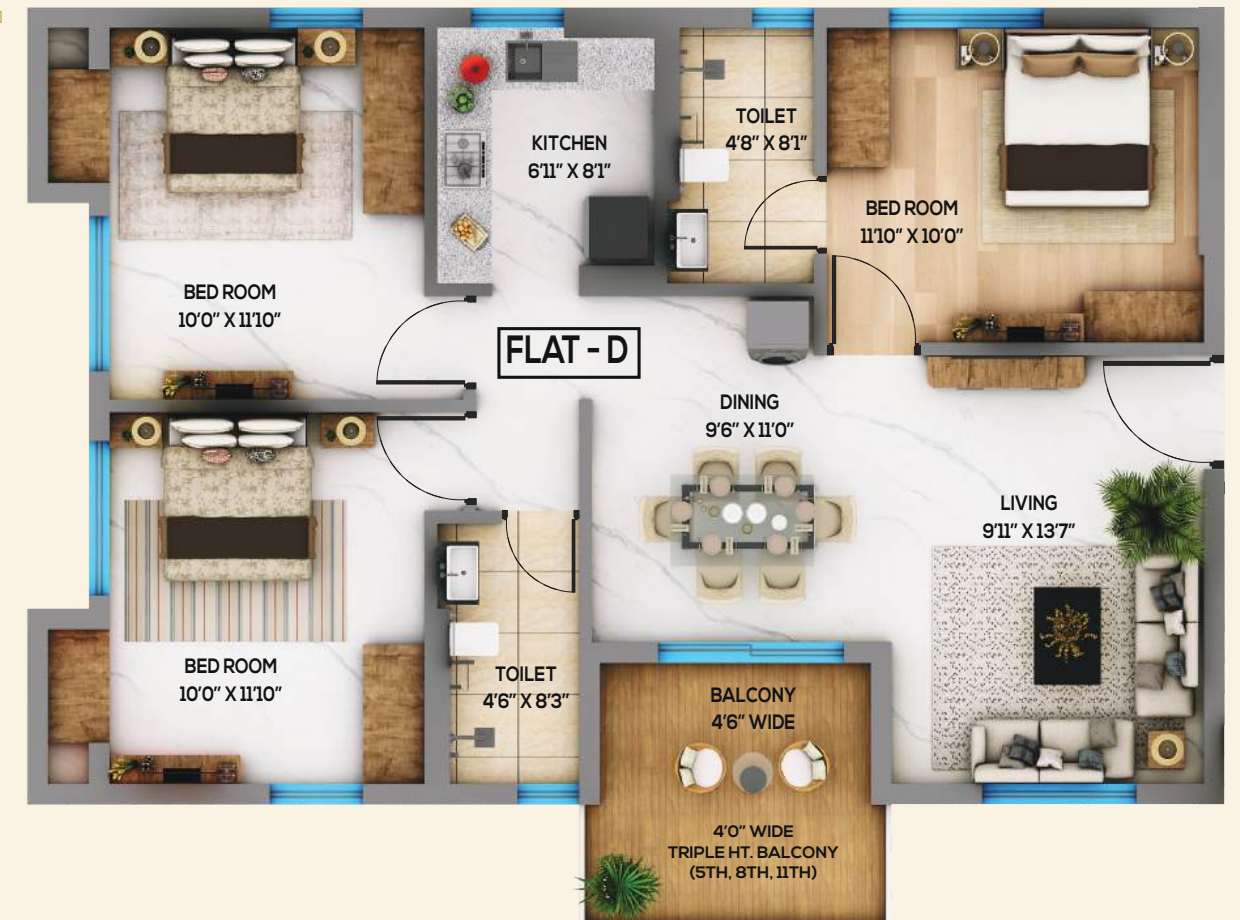 KITCHEN
6'11" X 8'1"
TOILET
4'8" X 8'1"
BED ROOM
11'10" X 10'0"
BED ROOM
10'0" X 11'10"
FLAT - D
DINING
9'6" X 11'0"
LIVING
9'11" X 13'7"
BED ROOM
10'0" X 11'10"
TOILET
4'6" X 8'3"
BALCONY
4'6" WIDE
4'0" WIDE
TRIPLE HT. BALCONY
(5TH, 8TH, 11TH)